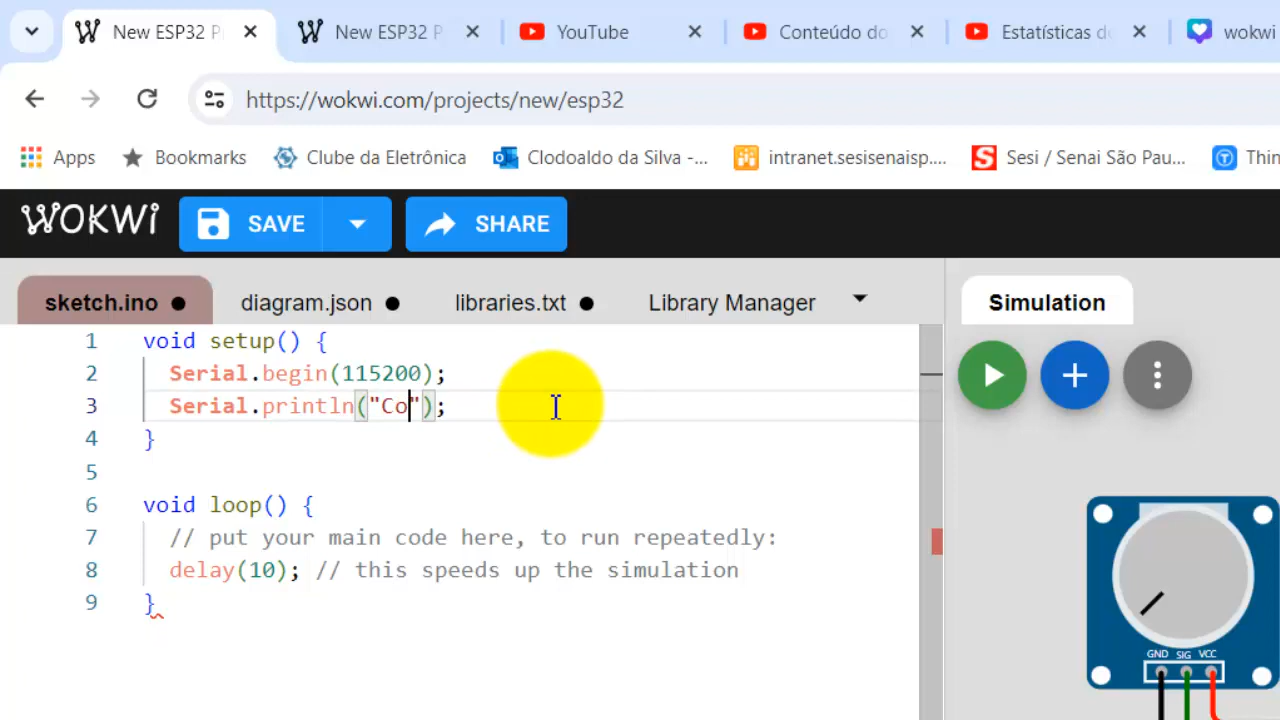 New ESP32 P
New ESP32 P
YouTube
Conteúdo do
Estatísticas de
wokwi
https://wokwi.com/projects/new/esp32
Apps
Bookmarks
Clube da Eletrônica
Clodoaldo da Silva -...
intranet.sesisenaisp....
Sesi / Senai São Pau...
Thin
WOKWi
SAVE
SHARE
sketch.ino
diagram.json
libraries.txt
Library Manager
Simulation
1 void setup() {
2 Serial.begin(115200);
3 Serial.println("Co");
4 }
5
6 void loop() {
7 // put your main code here, to run repeatedly:
8 delay(10); // this speeds up the simulation
9 }
GND SIG VCC